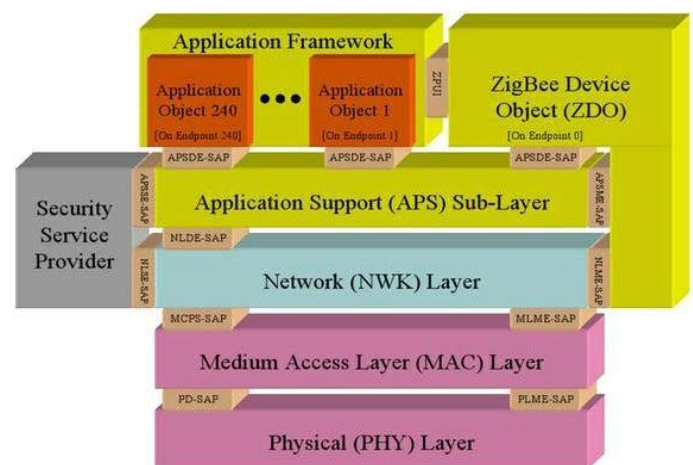 Application Framework
Application
Object 240
[On Endpoint 240]
Application
Object 1
[On Endpoint 1]
ZPUI
ZigBee Device
Object (ZDO)
[On Endpoint 0]
APSDE-SAP
APSDE-SAP
APSDE-SAP
Security
Service
Provider
APSSE-SAP
Application Support (APS) Sub-Layer
APSME-SAP
NLDE-SAP
NLSE-SAP
Network (NWK) Layer
NLME-SAP
MCPS-SAP
MLME-SAP
Medium Access Layer (MAC) Layer
PD-SAP
PLME-SAP
Physical (PHY) Layer